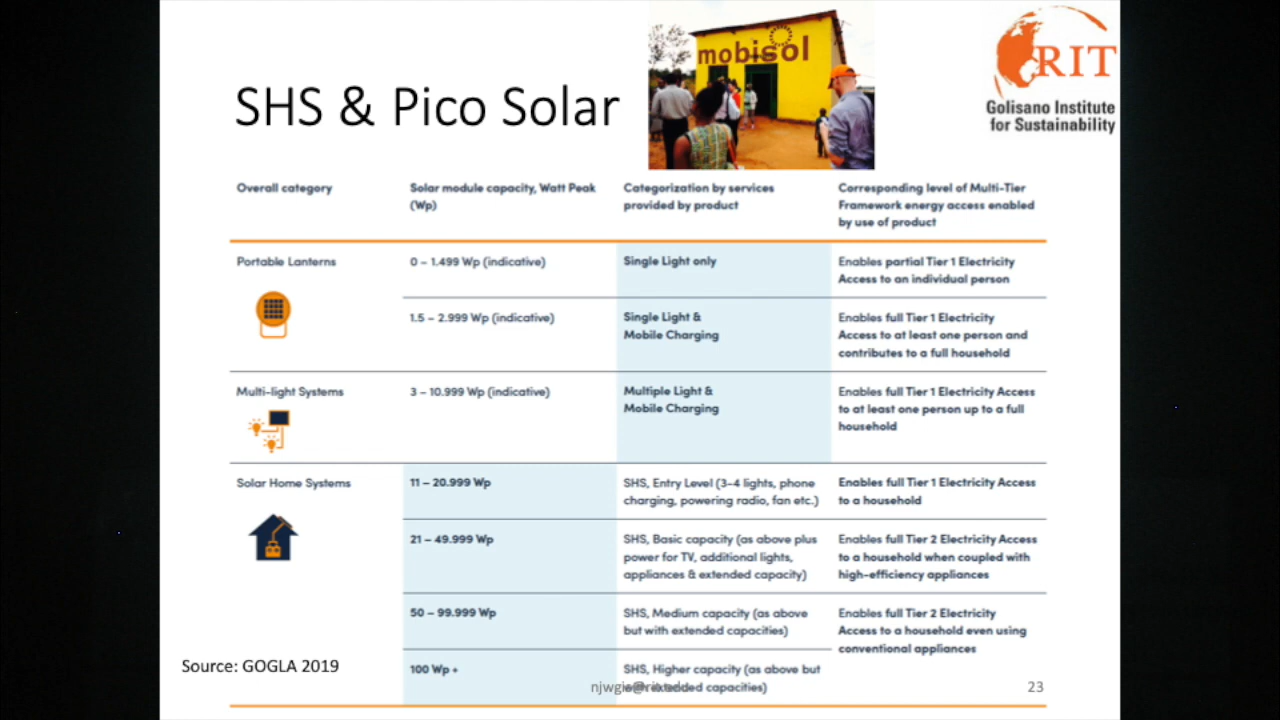 mobisol
RIT
Golisano Institute
for Sustainability
SHS & Pico Solar
Overall category
Solar module capacity, Watt Peak
(Wp)
Categorization by services
provided by product
Corresponding level of Multi-Tier
Framework energy access enabled
by use of product
Portable Lanterns
0 – 1.499 Wp (indicative)
Single Light only
Enables partial Tier 1 Electricity
Access to an individual person
1.5 – 2.999 Wp (indicative)
Single Light &
Mobile Charging
Enables full Tier 1 Electricity
Access to at least one person and
contributes to a full household
Multi-light Systems
3 – 10.999 Wp (indicative)
Multiple Light &
Mobile Charging
Enables full Tier 1 Electricity Access
to at least one person up to a full
household
Solar Home Systems
11 – 20.999 Wp
SHS, Entry Level (3-4 lights, phone
charging, powering radio, fan etc.)
Enables full Tier 1 Electricity Access
to a household
21 – 49.999 Wp
SHS, Basic capacity (as above plus
power for TV, additional lights,
appliances & extended capacity)
Enables full Tier 2 Electricity Access
to a household when coupled with
high-efficiency appliances
50 – 99.999 Wp
SHS, Medium capacity (as above
but with extended capacities)
Enables full Tier 2 Electricity
Access to a household even using
conventional appliances
100 Wp +
SHS, Higher capacity (as above but
extended capacities)
Source: GOGLA 2019
23